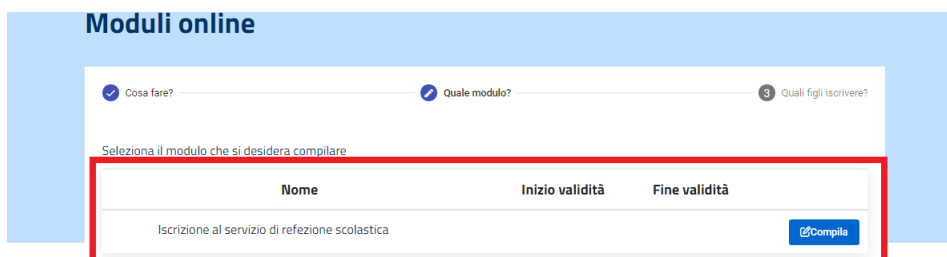 Moduli online
Cosa fare? Quale modulo? 3 Quali figli iscrivere?
Seleziona il modulo che si desidera compilare
Nome Inizio validità Fine validità
Iscrizione al servizio di refezione scolastica Compila